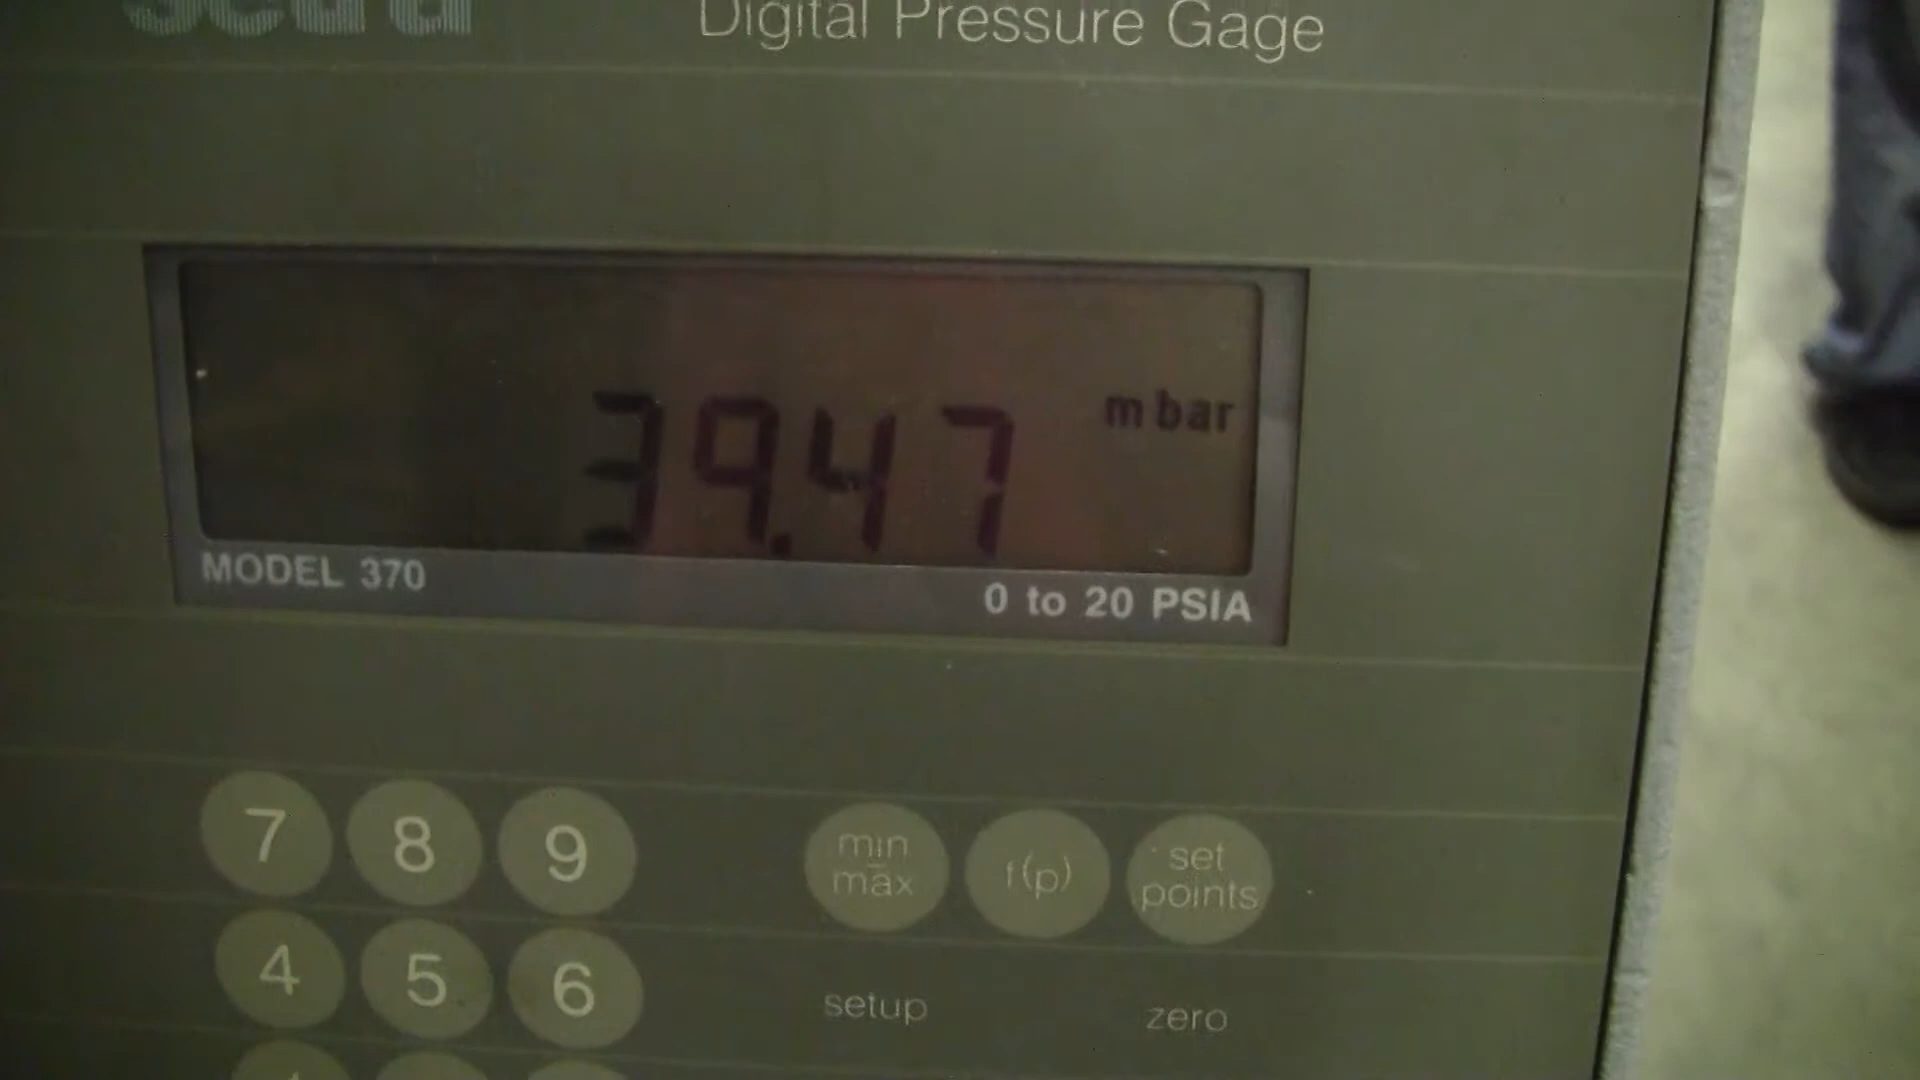 setra
Digital Pressure Gage
39.47 mbar
MODEL 370
0 to 20 PSIA
7 8 9
min
max
f(p)
set
points
4 5 6
setup
zero